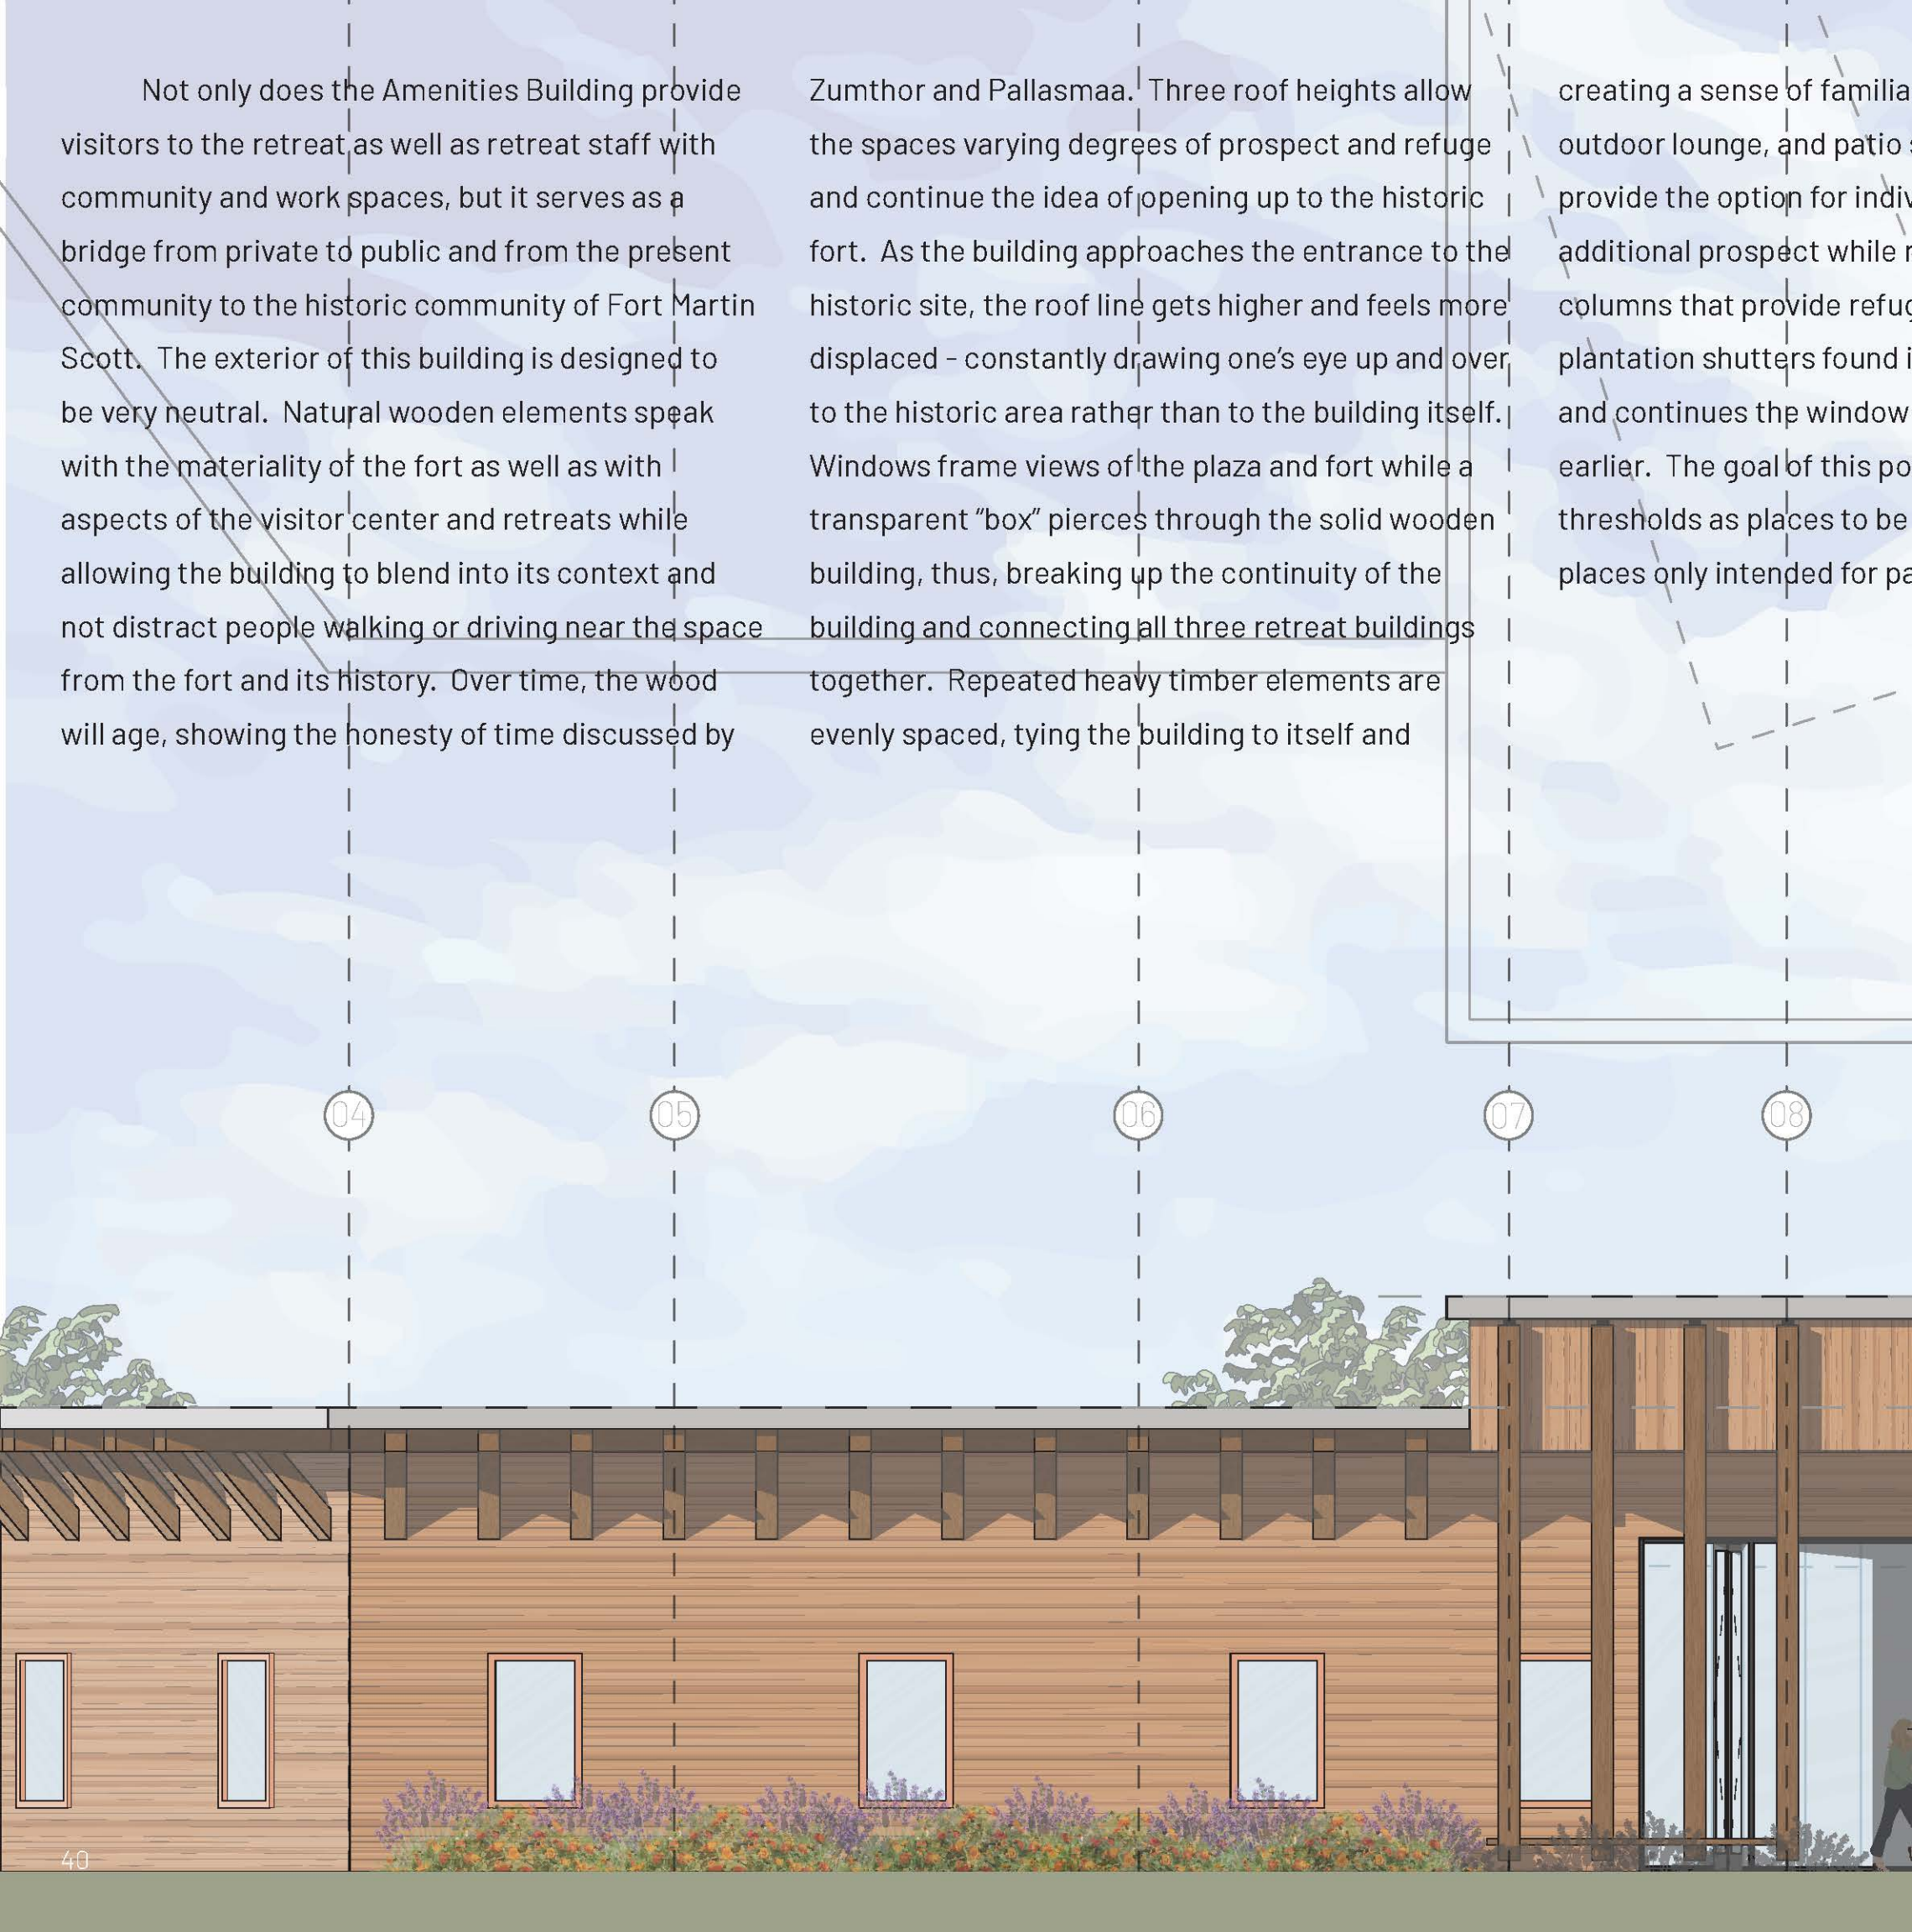 Not only does the Amenities Building provide
visitors to the retreat as well as retreat staff with
community and work spaces, but it serves as a
bridge from private to public and from the present
community to the historic community of Fort Martin
Scott.  The exterior of this building is designed to
be very neutral.  Natural wooden elements speak
with the materiality of the fort as well as with
aspects of the visitor center and retreats while
allowing the building to blend into its context and
not distract people walking or driving near the space
from the fort and its history.  Over time, the wood
will age, showing the honesty of time discussed by
Zumthor and Pallasmaa.  Three roof heights allow
the spaces varying degrees of prospect and refuge
and continue the idea of opening up to the historic
fort.  As the building approaches the entrance to the
historic site, the roof line gets higher and feels more
displaced - constantly drawing one's eye up and over
to the historic area rather than to the building itself.
Windows frame views of the plaza and fort while a
transparent "box" pierces through the solid wooden
building, thus, breaking up the continuity of the
building and connecting all three retreat buildings
together.  Repeated heavy timber elements are
evenly spaced, tying the building to itself and
creating a sense of
outdoor lounge, and patio
provide the option for
additional prospect while
columns that provide
plantation shutters found
and continues the window
earlier.  The goal of this
thresholds as places to be
places only intended for
04
05
06
07
08
40